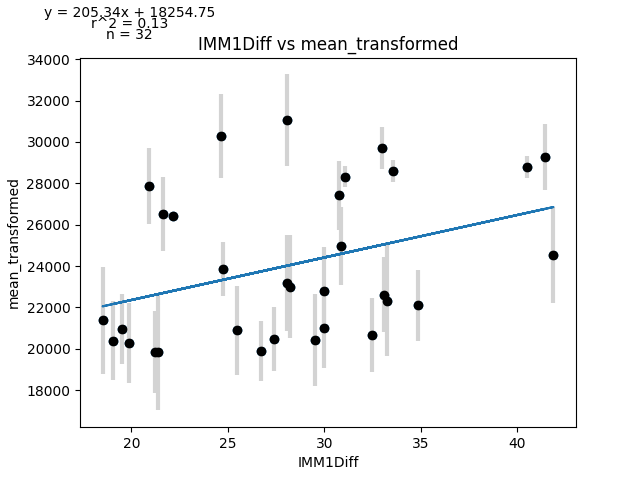 y = 205.34x + 18254.75
r^2 = 0.13
n = 32
IMM1Diff vs mean_transformed
34000
32000
30000
28000
26000
24000
22000
20000
18000
mean_transformed
20
25
30
35
40
IMM1Diff